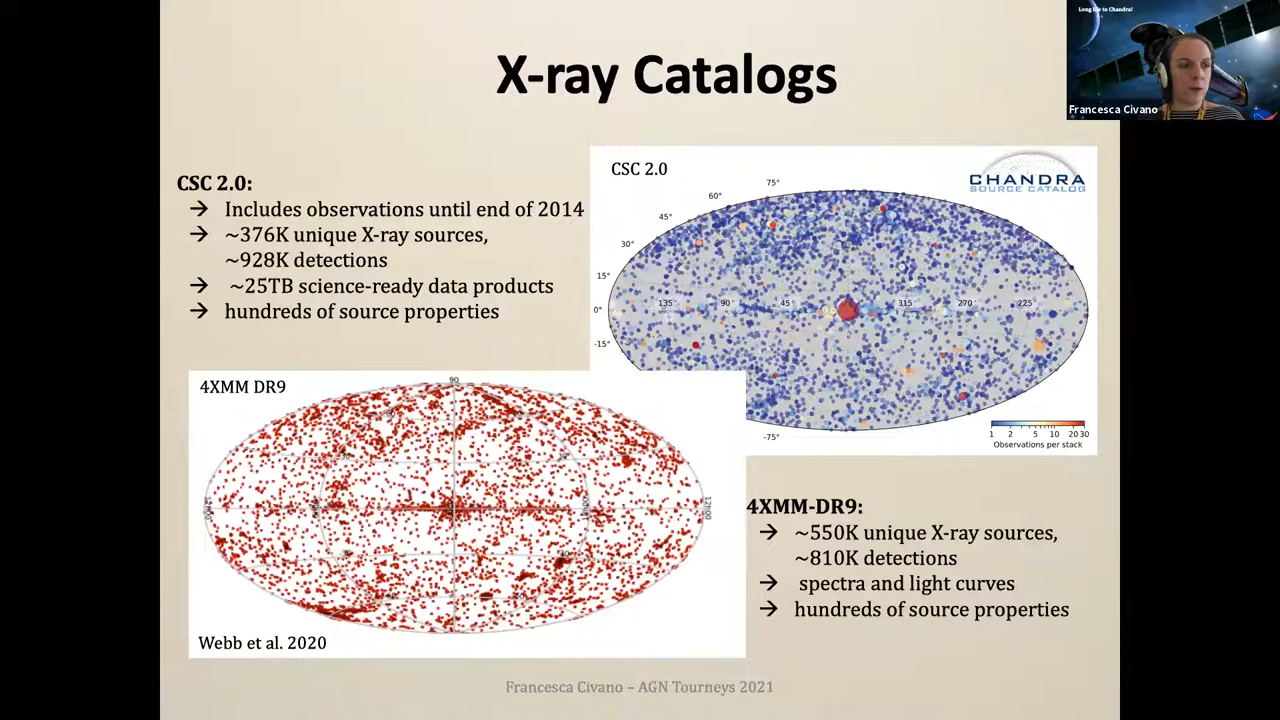 Long life to Chandra!
Francesca Civano
X-ray Catalogs
CSC 2.0:
→ Includes observations until end of 2014
→ ~376K unique X-ray sources,
~928K detections
→ ~25TB science-ready data products
→ hundreds of source properties
CSC 2.0
CHANDRA
SOURCE CATALOG
75°
60°
45°
30°
15°
0°
-15°
-75°
135° 90° 45° 315° 270° 225°
1 2 5 10 20 30
Observations per stack
4XMM DR9
90
Webb et al. 2020
4XMM-DR9:
→ ~550K unique X-ray sources,
~810K detections
→ spectra and light curves
→ hundreds of source properties
Francesca Civano – AGN Tourneys 2021